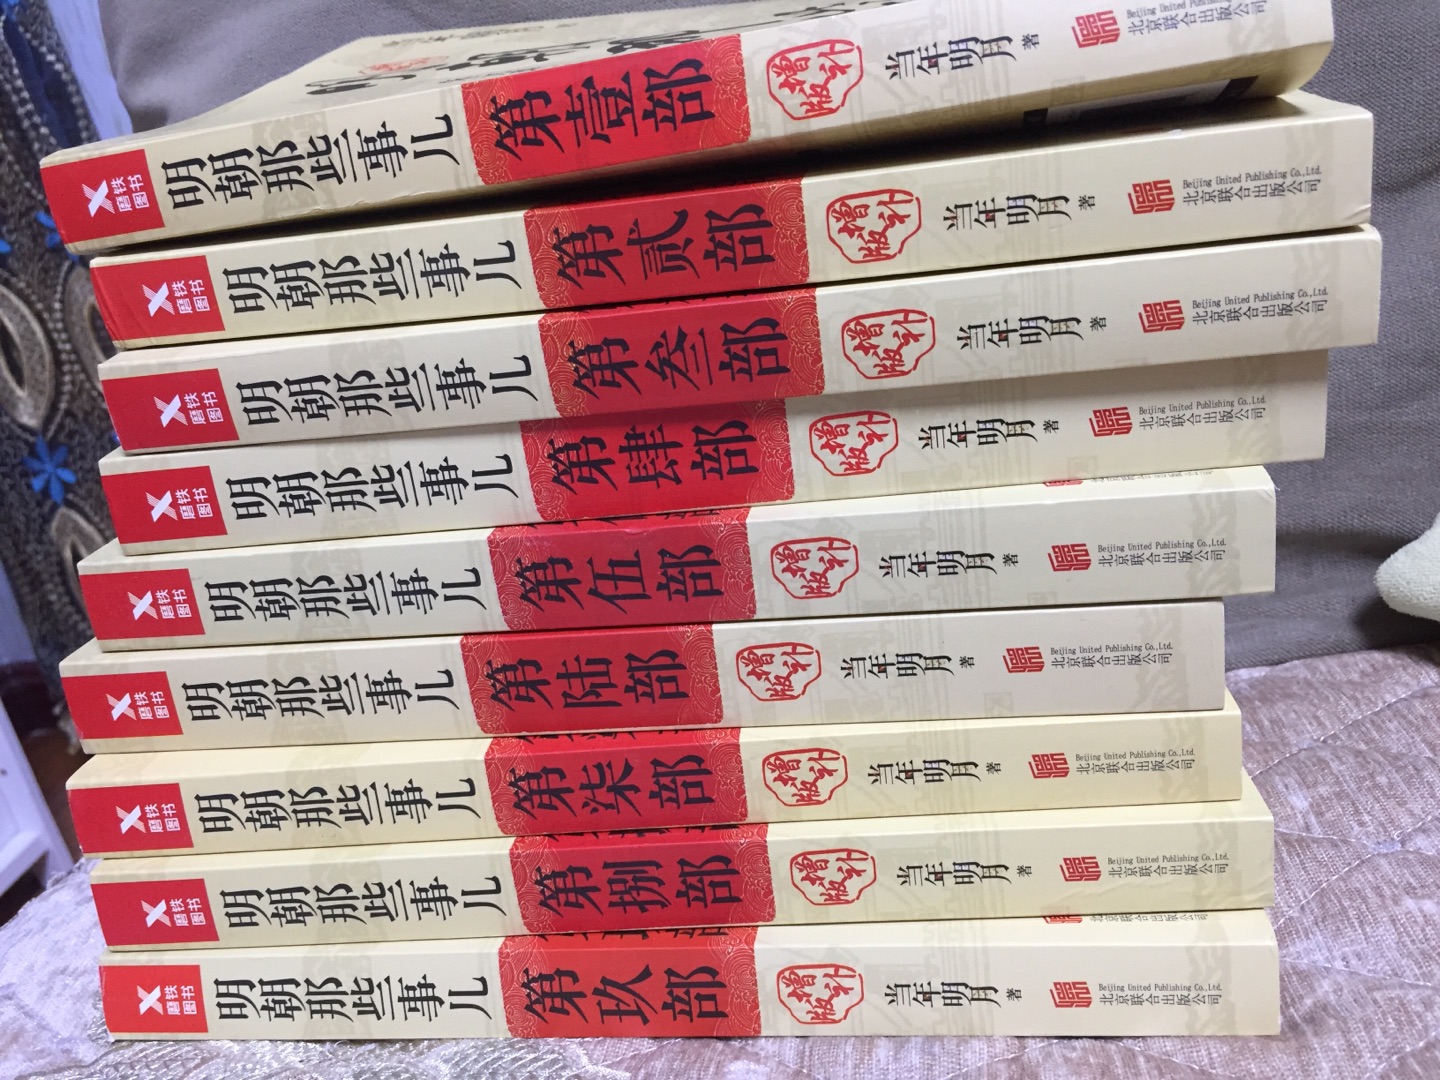 磨铁图书
明朝那些事儿
第壹部
增补版
当年明月 著
北京联合出版公司
磨铁图书
明朝那些事儿
第贰部
增补版
当年明月 著
Beijing United Publishing Co.,Ltd.
北京联合出版公司
磨铁图书
明朝那些事儿
第叁部
增补版
当年明月 著
Beijing United Publishing Co.,Ltd.
北京联合出版公司
磨铁图书
明朝那些事儿
第肆部
增补版
当年明月 著
Beijing United Publishing Co.,Ltd.
北京联合出版公司
磨铁图书
明朝那些事儿
第伍部
增补版
当年明月 著
Beijing United Publishing Co.,Ltd.
北京联合出版公司
磨铁图书
明朝那些事儿
第陆部
增补版
当年明月 著
Beijing United Publishing Co.,Ltd.
北京联合出版公司
磨铁图书
明朝那些事儿
第柒部
增补版
当年明月 著
Beijing United Publishing Co.,Ltd.
北京联合出版公司
磨铁图书
明朝那些事儿
第捌部
增补版
当年明月 著
Beijing United Publishing Co.,Ltd.
北京联合出版公司
磨铁图书
明朝那些事儿
第玖部
增补版
当年明月 著
Beijing United Publishing Co.,Ltd.
北京联合出版公司